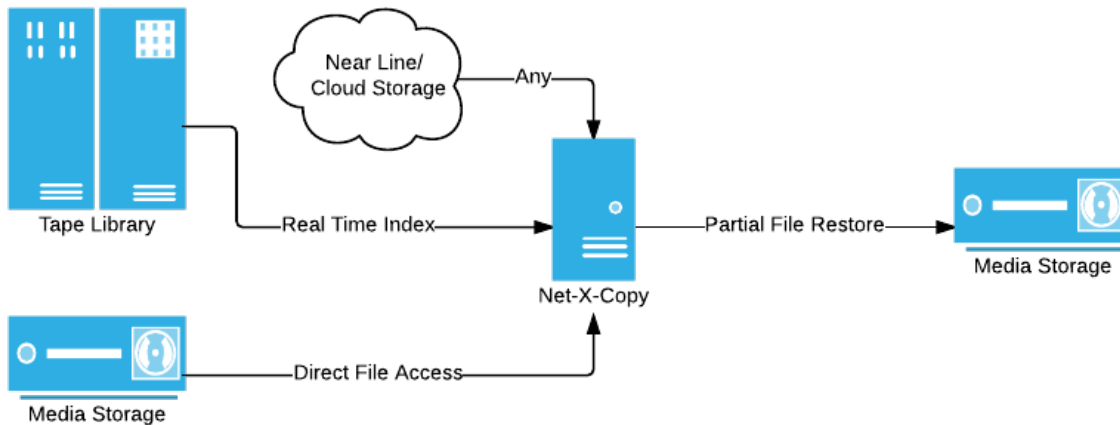 Near Line/
Cloud Storage
Any
Tape Library
Real Time Index
Partial File Restore
Media Storage
Net-X-Copy
Direct File Access
Media Storage